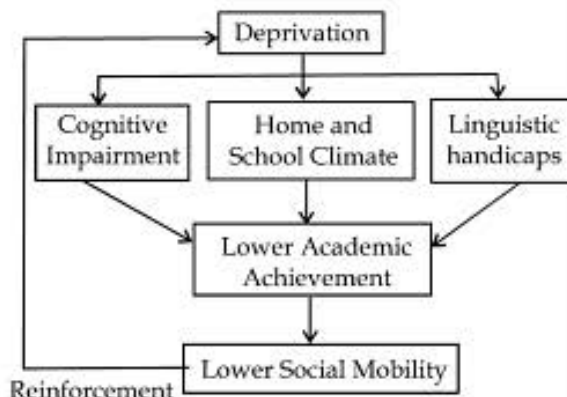 Deprivation
Cognitive
Impairment
Home and
School Climate
Linguistic
handicaps
Lower Academic
Achievement
Lower Social Mobility
Reinforcement